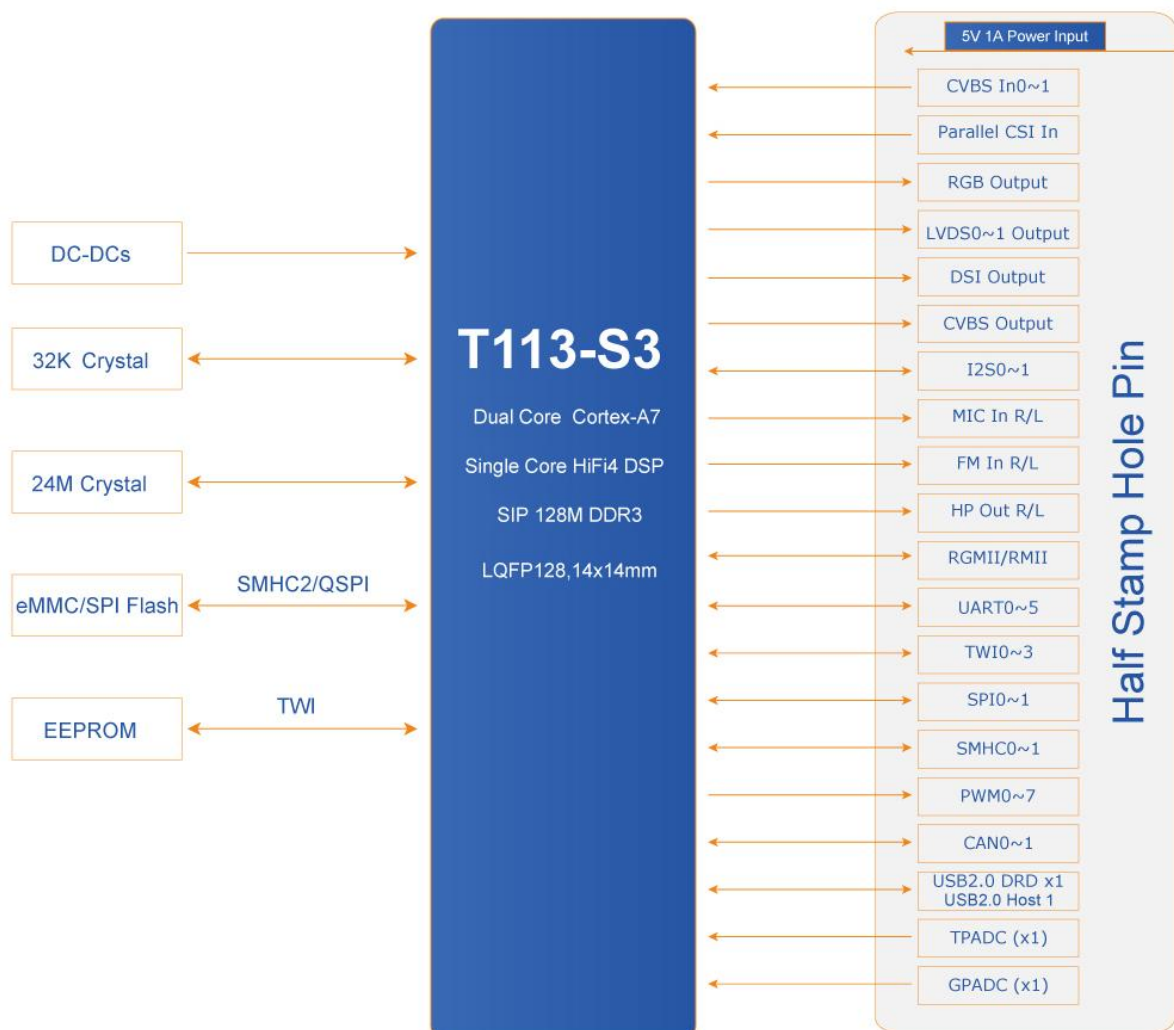 DC-DCs
32K Crystal
24M Crystal
eMMC/SPI Flash
SMHC2/QSPI
EEPROM
TWI
T113-S3
Dual Core Cortex-A7
Single Core HiFi4 DSP
SIP 128M DDR3
LQFP128,14x14mm
5V 1A Power Input
CVBS In0~1
Parallel CSI In
RGB Output
LVDS0~1 Output
DSI Output
CVBS Output
I2S0~1
MIC In R/L
FM In R/L
HP Out R/L
RGMII/RMII
UART0~5
TWI0~3
SPI0~1
SMHC0~1
PWM0~7
CAN0~1
USB2.0 DRD x1
USB2.0 Host 1
TPADC (x1)
GPADC (x1)
Half Stamp Hole Pin